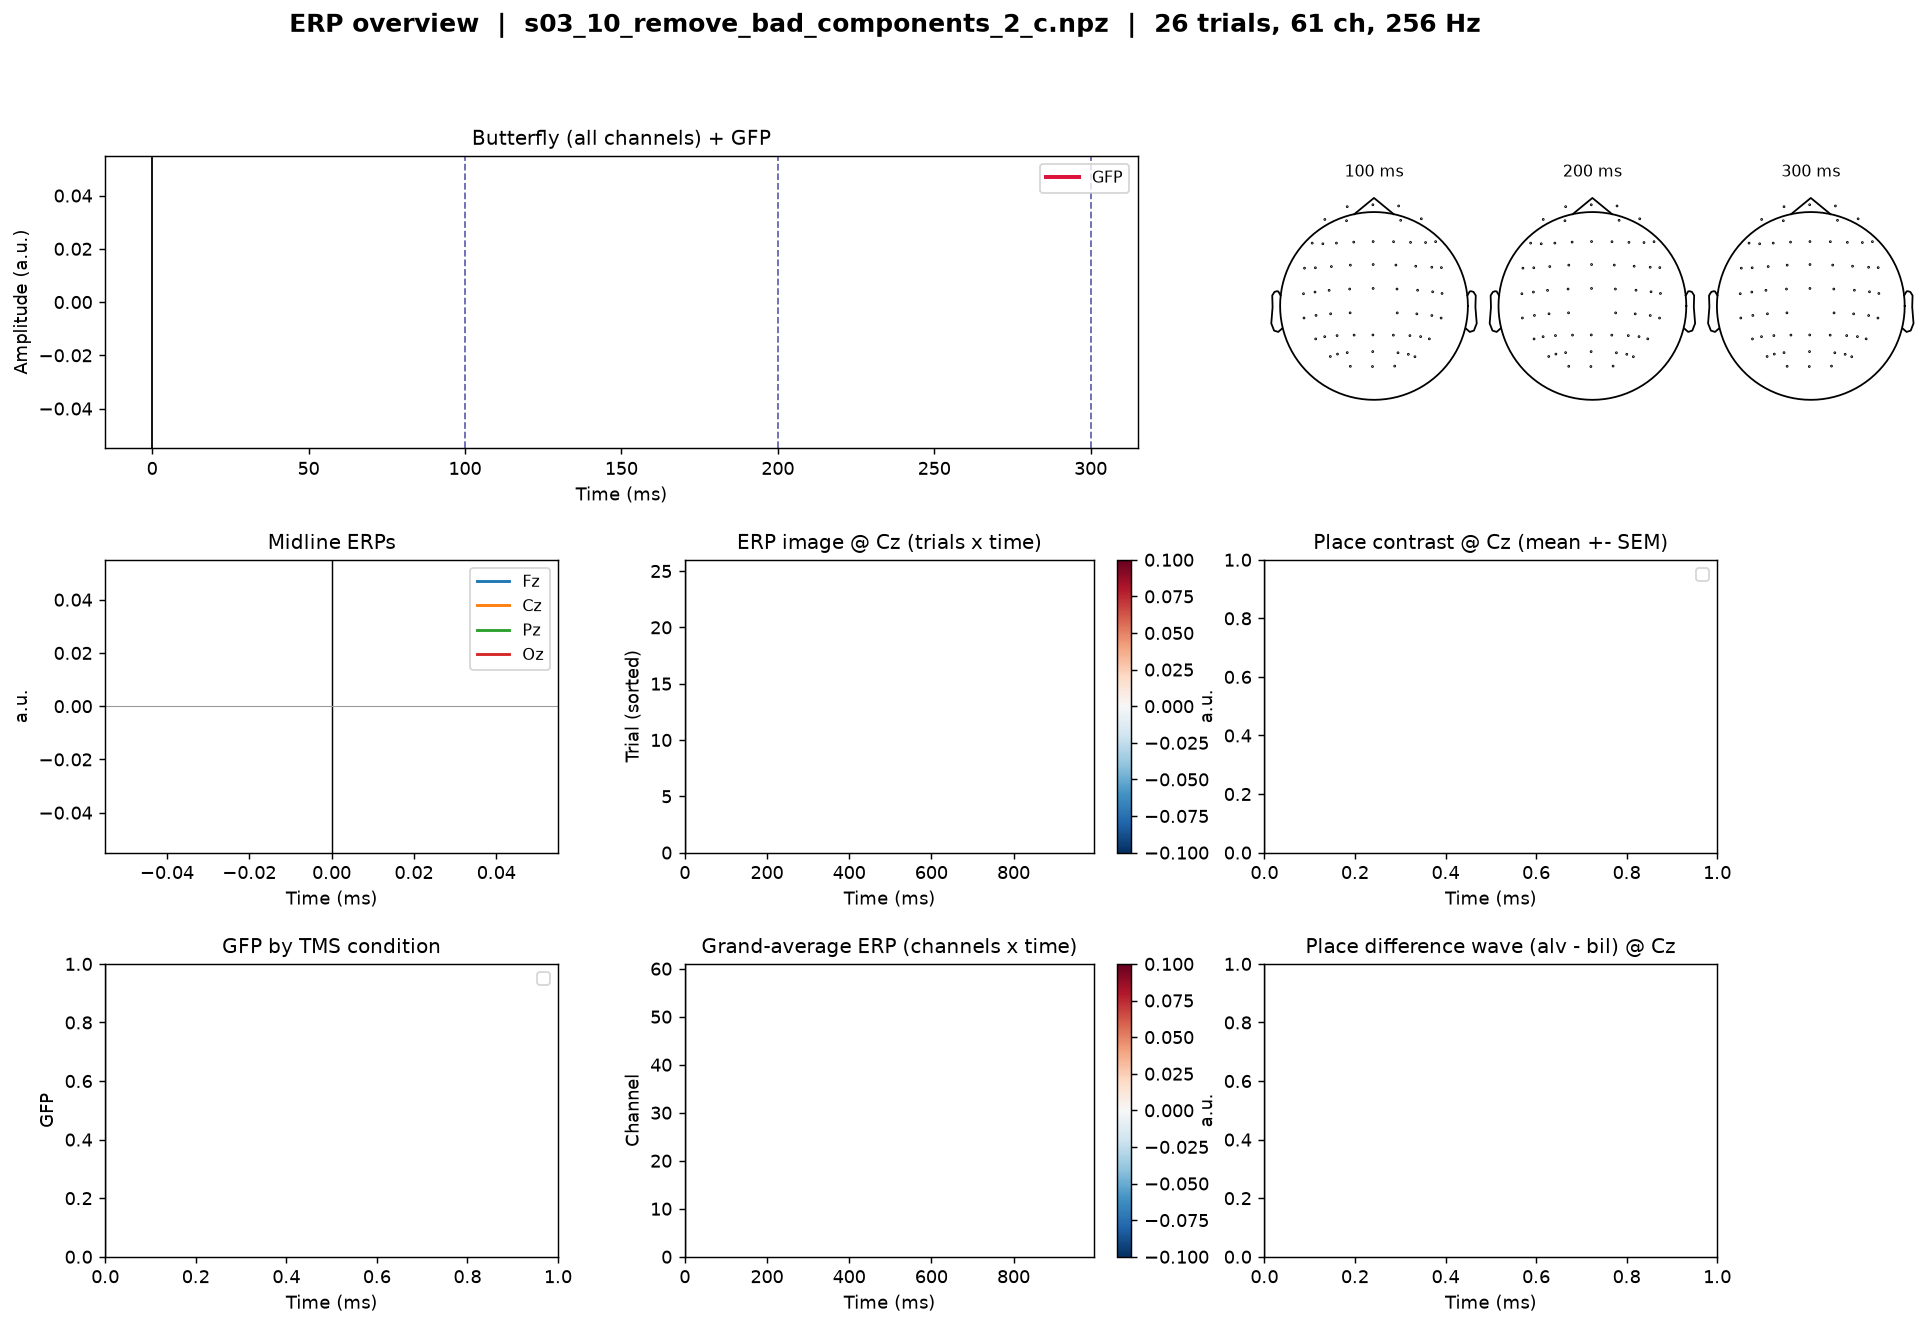 ERP overview  |  s03_10_remove_bad_components_2_c.npz  |  26 trials, 61 ch, 256 Hz
Butterfly (all channels) + GFP
Amplitude (a.u.)
0.04
0.02
0.00
−0.02
−0.04
GFP
0 50 100 150 200 250 300
Time (ms)
100 ms 200 ms 300 ms
Midline ERPs
a.u.
0.04
0.02
0.00
−0.02
−0.04
Fz
Cz
Pz
Oz
−0.04 −0.02 0.00 0.02 0.04
Time (ms)
ERP image @ Cz (trials x time)
Trial (sorted)
25
20
15
10
5
0
0 200 400 600 800
Time (ms)
0.100
0.075
0.050
0.025
0.000
−0.025
−0.050
−0.075
−0.100
a.u.
Place contrast @ Cz (mean +- SEM)
1.0
0.8
0.6
0.4
0.2
0.0
0.0 0.2 0.4 0.6 0.8 1.0
Time (ms)
GFP by TMS condition
GFP
1.0
0.8
0.6
0.4
0.2
0.0
0.0 0.2 0.4 0.6 0.8 1.0
Time (ms)
Grand-average ERP (channels x time)
Channel
60
50
40
30
20
10
0
0 200 400 600 800
Time (ms)
0.100
0.075
0.050
0.025
0.000
−0.025
−0.050
−0.075
−0.100
a.u.
Place difference wave (alv - bil) @ Cz
1.0
0.8
0.6
0.4
0.2
0.0
0.0 0.2 0.4 0.6 0.8 1.0
Time (ms)